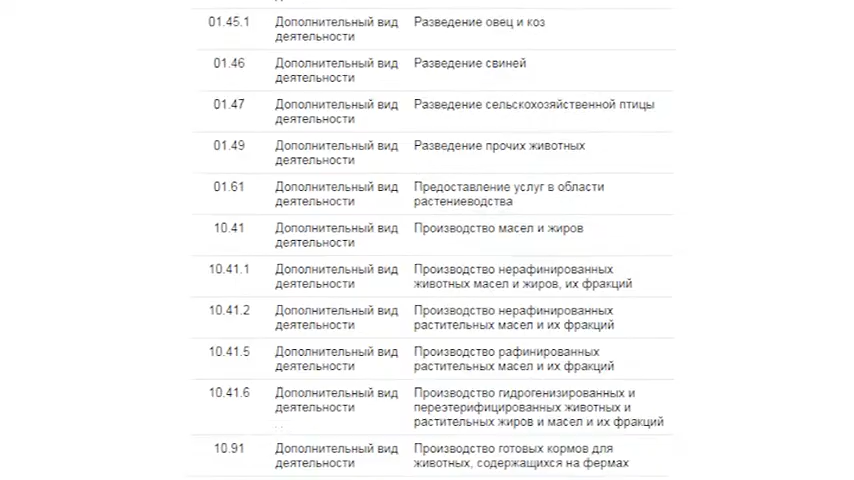 01.45.1 Дополнительный вид Разведение овец и коз
деятельности
01.46 Дополнительный вид Разведение свиней
деятельности
01.47 Дополнительный вид Разведение сельскохозяйственной птицы
деятельности
01.49 Дополнительный вид Разведение прочих животных
деятельности
01.61 Дополнительный вид Предоставление услуг в области
деятельности растениеводства
10.41 Дополнительный вид Производство масел и жиров
деятельности
10.41.1 Дополнительный вид Производство нерафинированных
деятельности животных масел и жиров, их фракций
10.41.2 Дополнительный вид Производство нерафинированных
деятельности растительных масел и их фракций
10.41.5 Дополнительный вид Производство рафинированных
деятельности растительных масел и их фракций
10.41.6 Дополнительный вид Производство гидрогенизированных и
деятельности переэтерифицированных животных и
растительных жиров и масел и их фракций
10.91 Дополнительный вид Производство готовых кормов для
деятельности животных, содержащихся на фермах